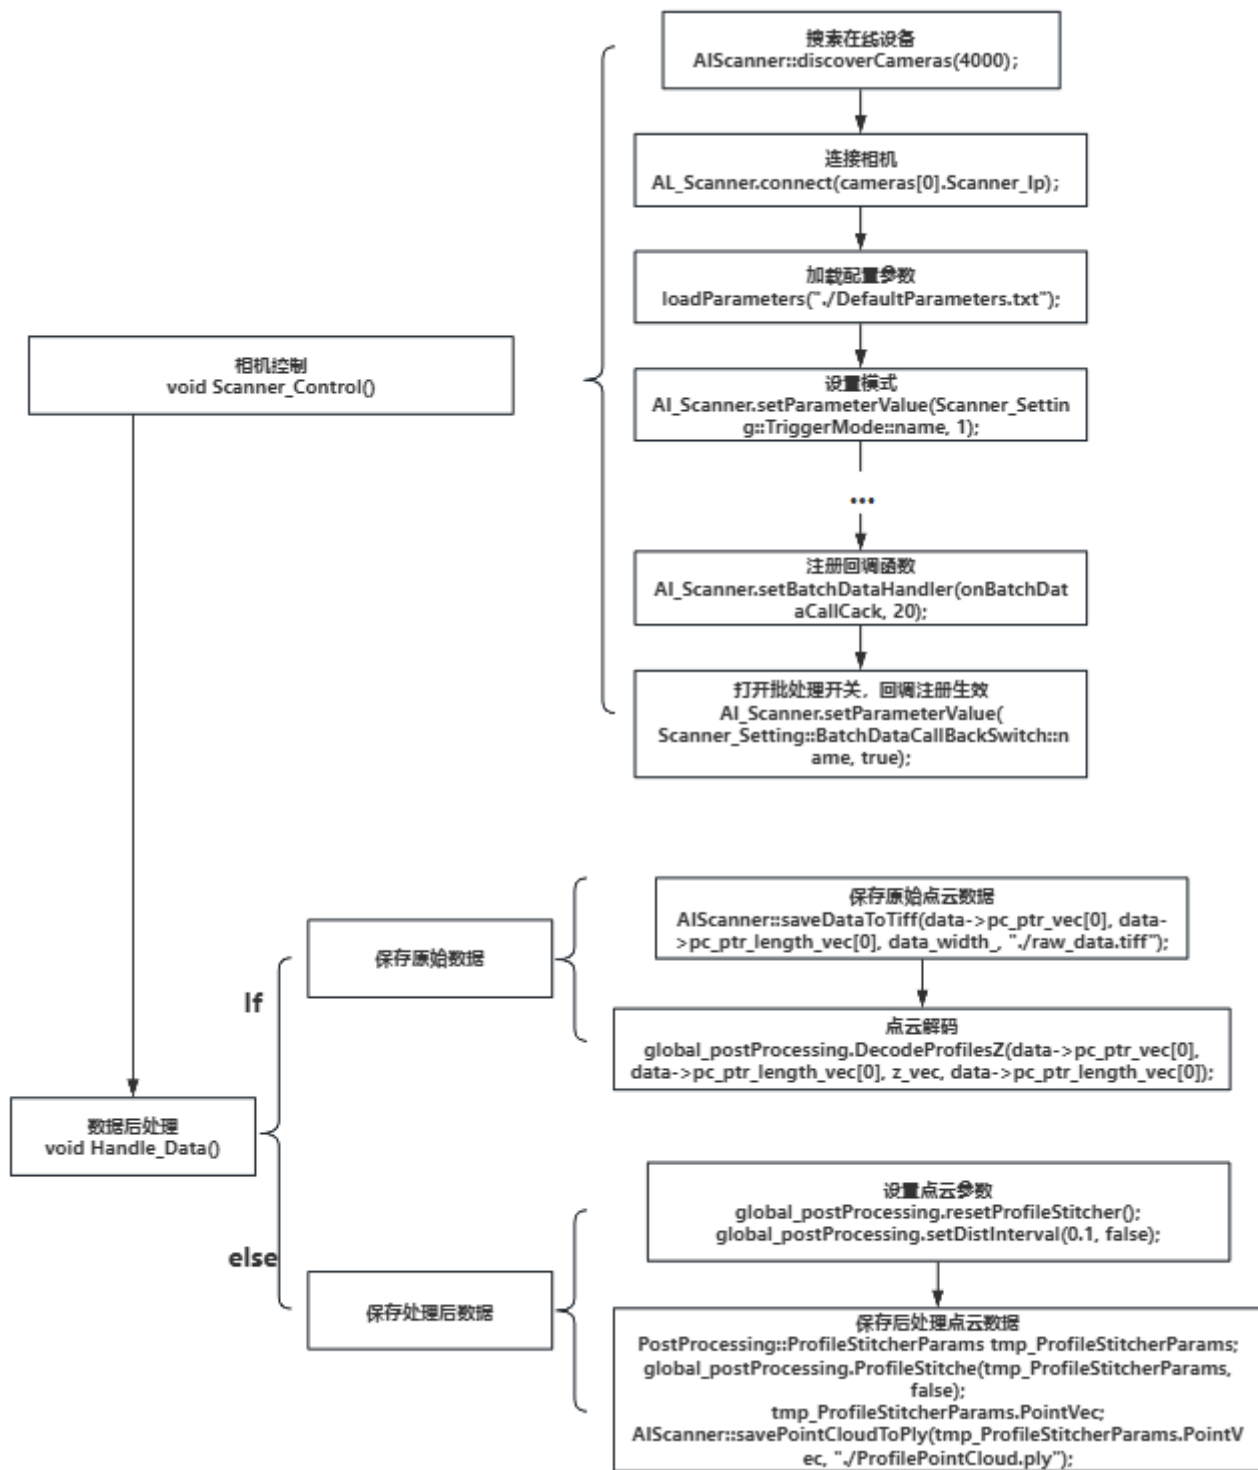 搜素在线设备
AIScanner::discoverCameras(4000);
连接相机
AL_Scanner.connect(cameras[0].Scanner_Ip);
加载配置参数
loadParameters("./DefaultParameters.txt");
相机控制
void Scanner_Control()
设置模式
AI_Scanner.setParameterValue(Scanner_Settin
g::TriggerMode::name, 1);
...
注册回调函数
AI_Scanner.setBatchDataHandler(onBatchDat
aCallCack, 20);
打开批处理开关，回调注册生效
AI_Scanner.setParameterValue(
Scanner_Setting::BatchDataCallBackSwitch::n
ame, true);
保存原始点云数据
AIScanner::saveDataToTiff(data->pc_ptr_vec[0], data-
>pc_ptr_length_vec[0], data_width_, "./raw_data.tiff");
保存原始数据
If
点云解码
global_postProcessing.DecodeProfilesZ(data->pc_ptr_vec[0],
data->pc_ptr_length_vec[0], z_vec, data->pc_ptr_length_vec[0]);
数据后处理
void Handle_Data()
设置点云参数
global_postProcessing.resetProfileStitcher();
global_postProcessing.setDistInterval(0.1, false);
else
保存处理后数据
保存后处理点云数据
PostProcessing::ProfileStitcherParams tmp_ProfileStitcherParams;
global_postProcessing.ProfileStitche(tmp_ProfileStitcherParams,
false);
tmp_ProfileStitcherParams.PointVec;
AIScanner::savePointCloudToPly(tmp_ProfileStitcherParams.PointV
ec, "./ProfilePointCloud.ply");